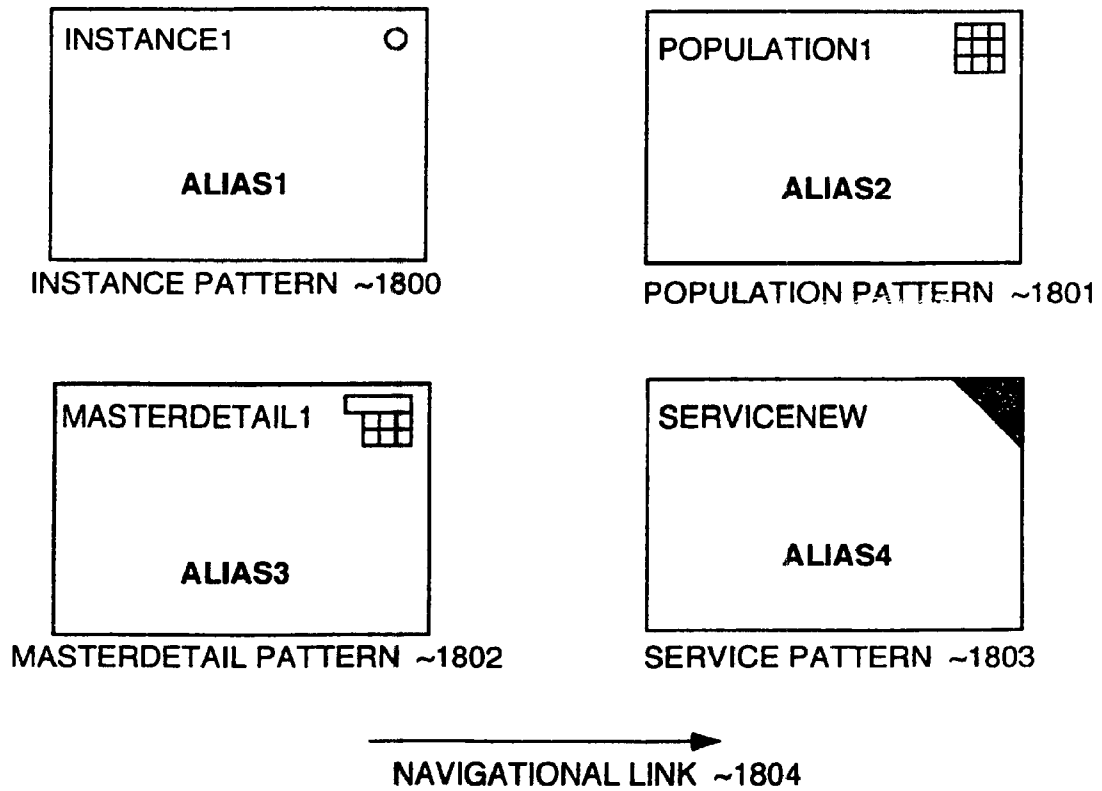 INSTANCE1
ALIAS1
INSTANCE PATTERN ~1800
POPULATION1
ALIAS2
POPULATION PATTERN ~1801
MASTERDETAIL1
ALIAS3
MASTERDETAIL PATTERN ~1802
SERVICENEW
ALIAS4
SERVICE PATTERN ~1803
NAVIGATIONAL LINK ~1804